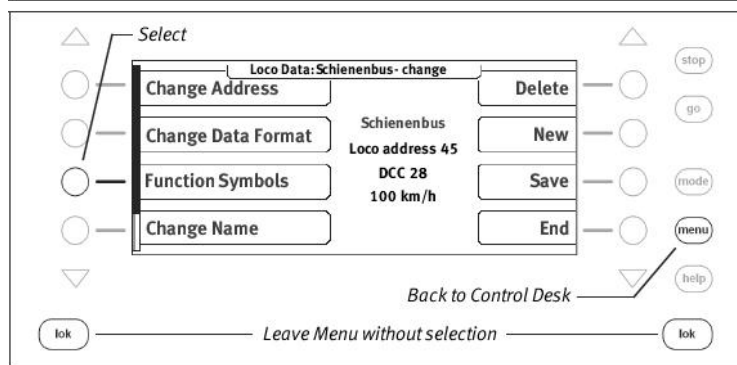 Select
Loco Data:Schienenbus- change
Change Address
Change Data Format
Function Symbols
Change Name
Schienenbus
Loco address 45
DCC 28
100 km/h
Delete
New
Save
End
stop
go
mode
menu
help
Back to Control Desk
lok
Leave Menu without selection
lok